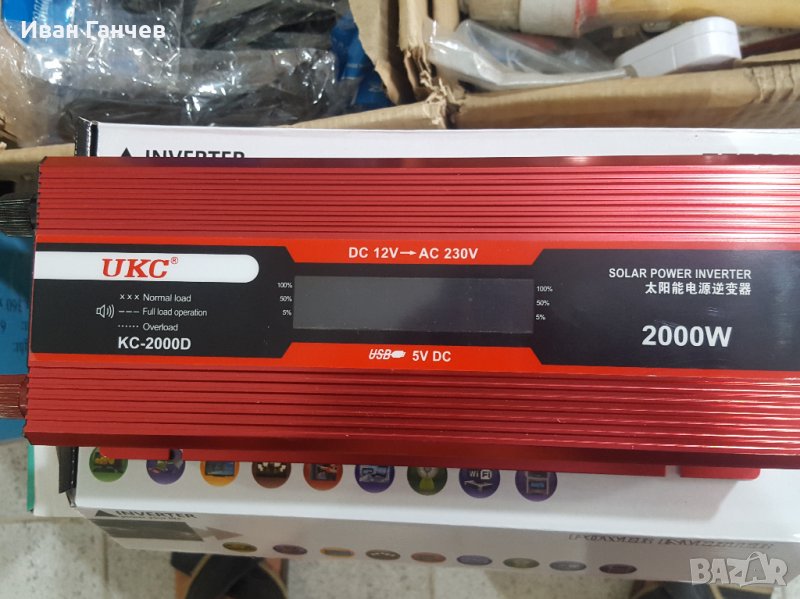 Иван Ганчев
INVERTER
DC 12V→AC 230V
UKC®
SOLAR POWER INVERTER
太阳能电源逆变器
100%
50%
5%
100%
50%
5%
x x x Normal load
--- Full load operation
...... Overload
KC-2000D
2000W
USB 5V DC
WiFi
INVERTER
BAZAR